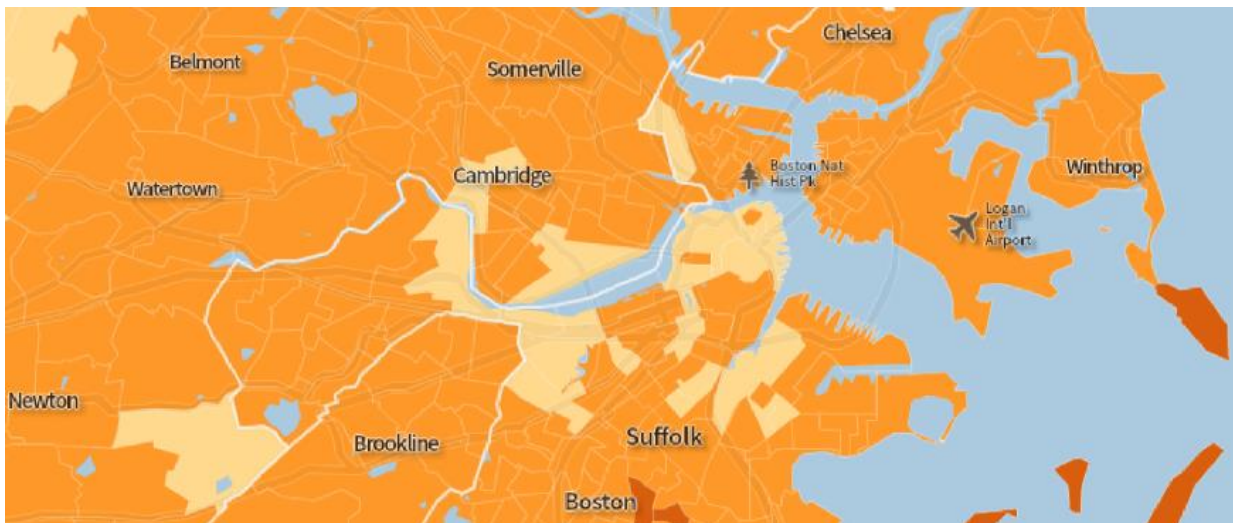 Chelsea
Belmont
Somerville
Boston Nat
Hist Pk
Winthrop
Cambridge
Watertown
Logan
Int'l
Airport
Newton
Brookline
Suffolk
Boston